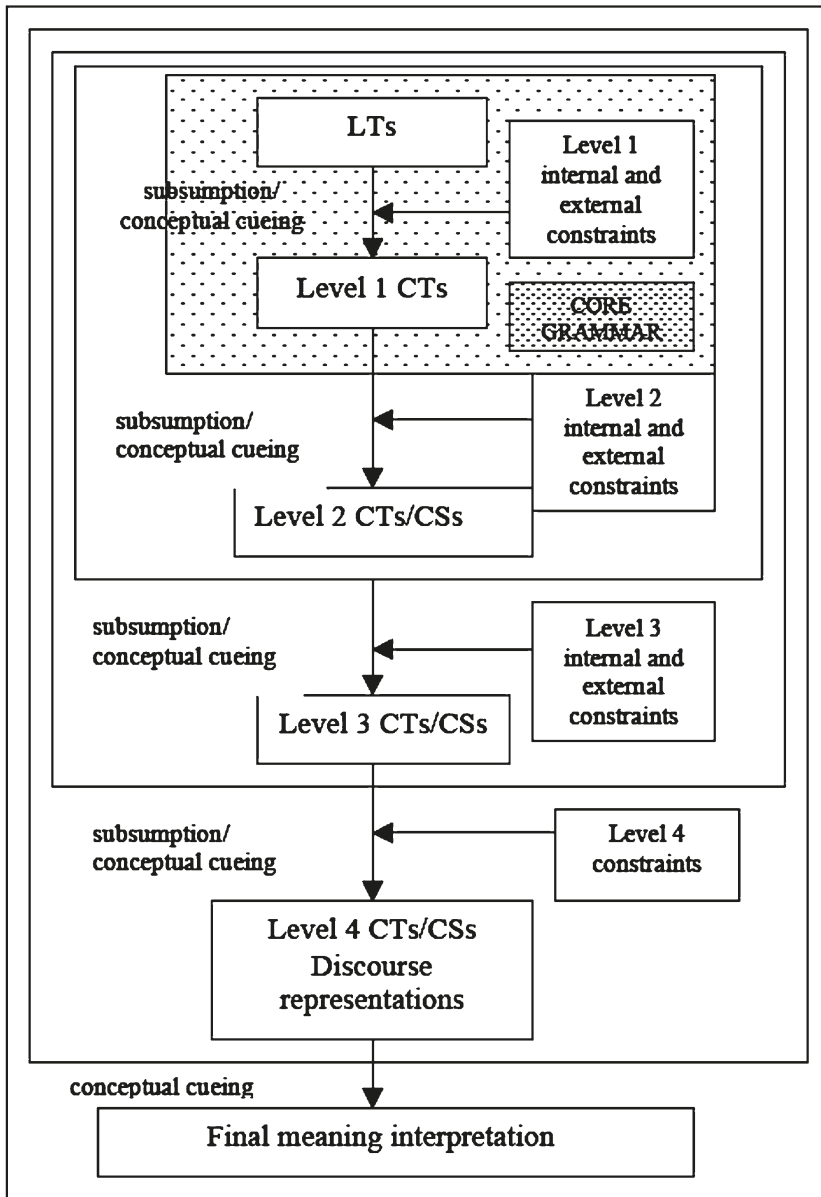 LTs
Level 1
internal and
external
constraints
subsumption/
conceptual cueing
Level 1 CTs
CORE
GRAMMAR
Level 2
internal and
external
constraints
subsumption/
conceptual cueing
Level 2 CTs/CSs
Level 3
internal and
external
constraints
subsumption/
conceptual cueing
Level 3 CTs/CSs
subsumption/
conceptual cueing
Level 4
constraints
Level 4 CTs/CSs
Discourse
representations
conceptual cueing
Final meaning interpretation